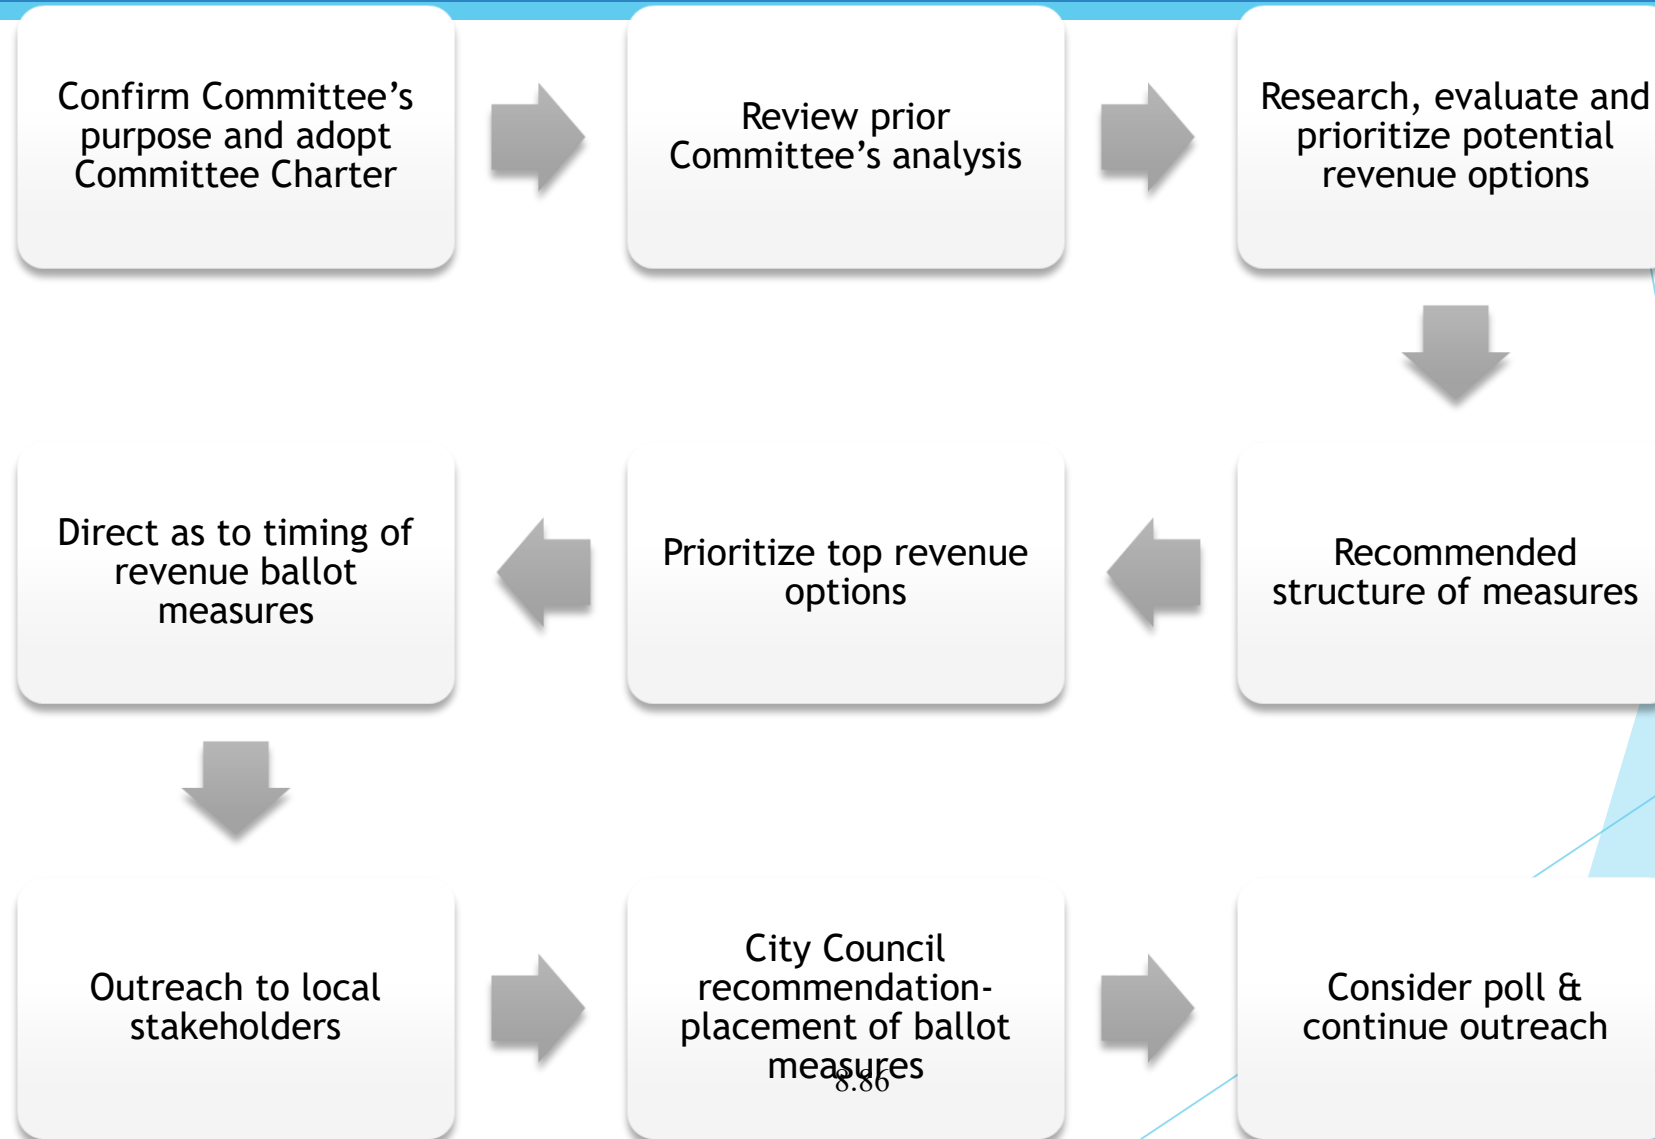 Confirm Committee’s
purpose and adopt
Committee Charter
Review prior
Committee’s analysis
Research, evaluate and
prioritize potential
revenue options
Recommended
structure of measures
Prioritize top revenue
options
Direct as to timing of
revenue ballot
measures
Outreach to local
stakeholders
City Council
recommendation-
placement of ballot
measures
8.86
Consider poll &
continue outreach